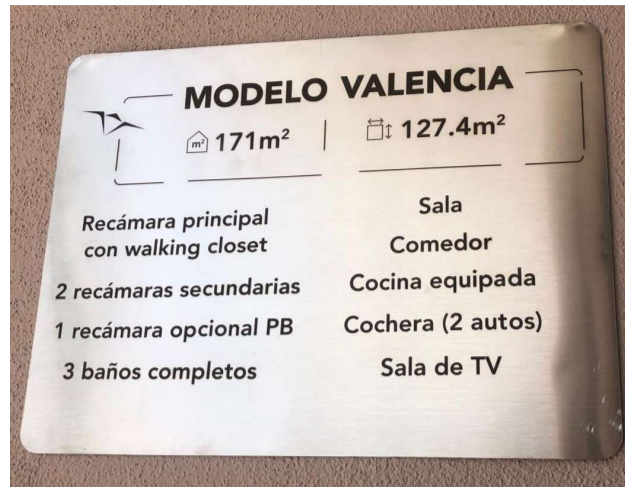 MODELO VALENCIA
m² 171m² | 127.4m²
Recámara principal
con walking closet
2 recámaras secundarias
1 recámara opcional PB
3 baños completos
Sala
Comedor
Cocina equipada
Cochera (2 autos)
Sala de TV